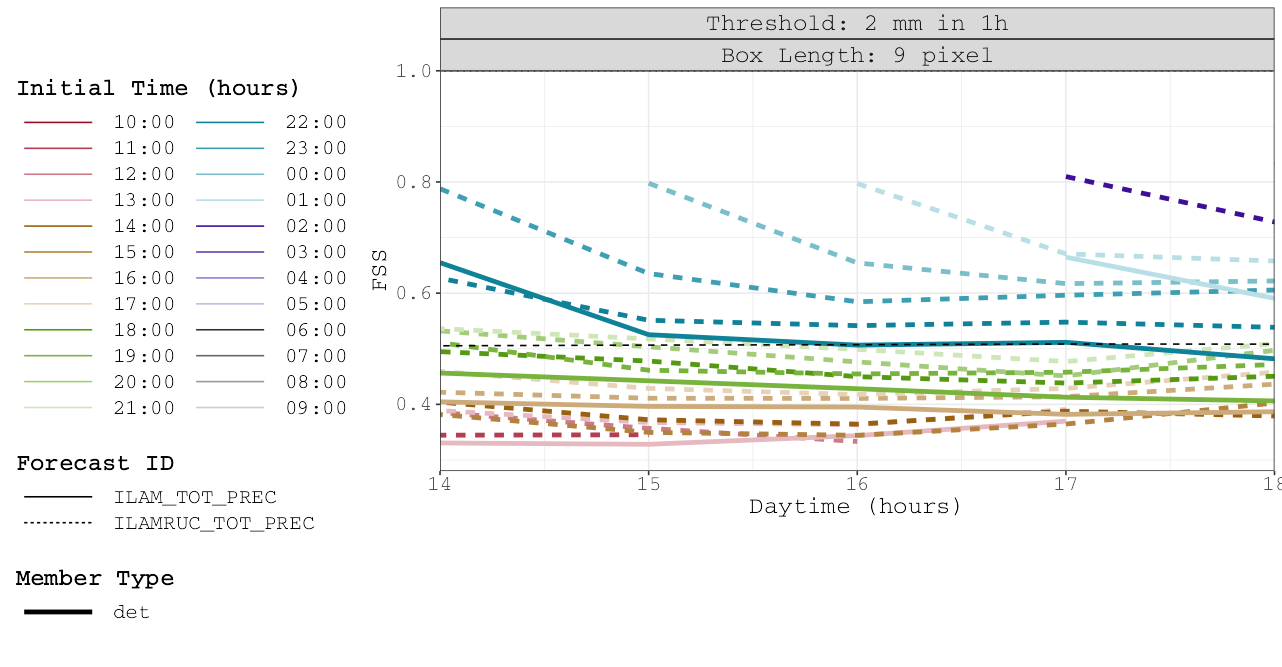 Threshold: 2 mm in 1h
Box Length: 9 pixel
Initial Time (hours)
10:00 22:00
11:00 23:00
12:00 00:00
13:00 01:00
14:00 02:00
15:00 03:00
16:00 04:00
17:00 05:00
18:00 06:00
19:00 07:00
20:00 08:00
21:00 09:00
Forecast ID
ILAM_TOT_PREC
ILAMRUC_TOT_PREC
Member Type
det
FSS
1.0
0.8
0.6
0.4
14 15 16 17 18
Daytime (hours)